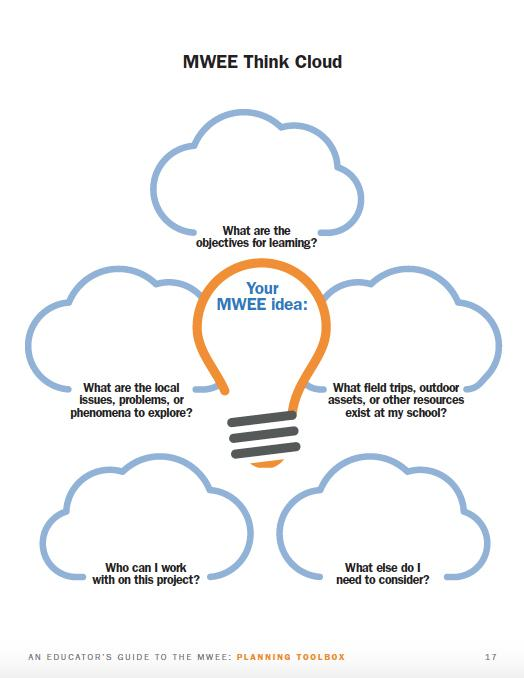 MWEE Think Cloud
What are the
objectives for learning?
Your
MWEE idea:
What are the local
issues, problems, or
phenomena to explore?
What field trips, outdoor
assets, or other resources
exist at my school?
Who can I work
with on this project?
What else do I
need to consider?
AN EDUCATOR'S GUIDE TO THE MWEE: PLANNING TOOLBOX 17